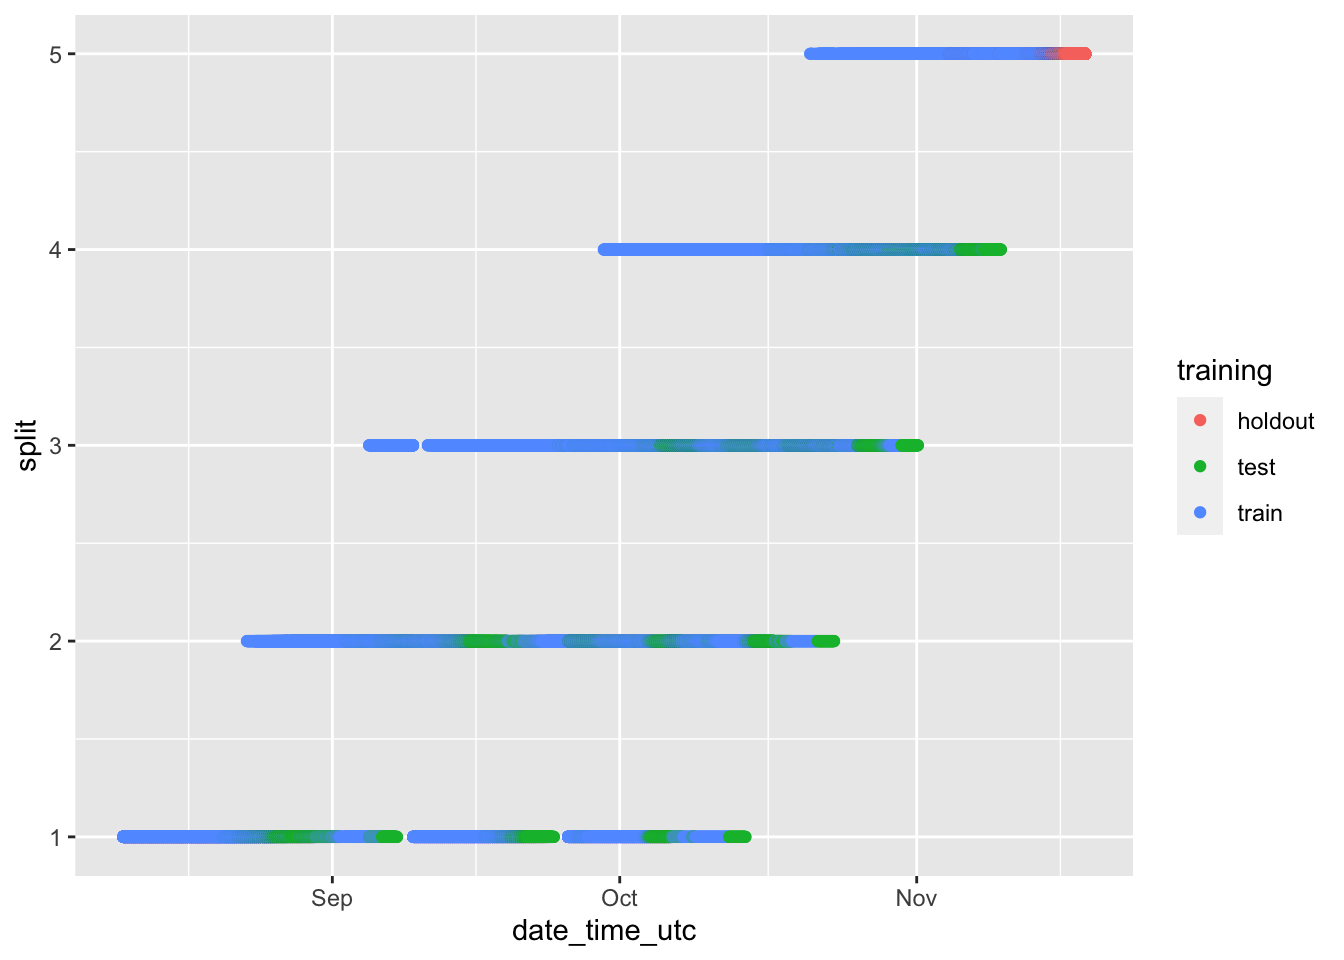 5
4
3
2
1
split
Sep
Oct
Nov
date_time_utc
training
holdout
test
train